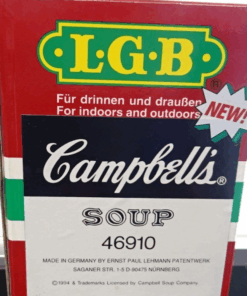 L·G·B·
Für drinnen und draußen
For indoors and outdoors
NEW!
Campbell's®
SOUP
46910
MADE IN GERMANY BY ERNST PAUL LEHMANN PATENTWERK
SAGANER STR. 1-5 D-90475 NÜRNBERG
©1994 & Trademarks Licensed by Campbell Soup Company